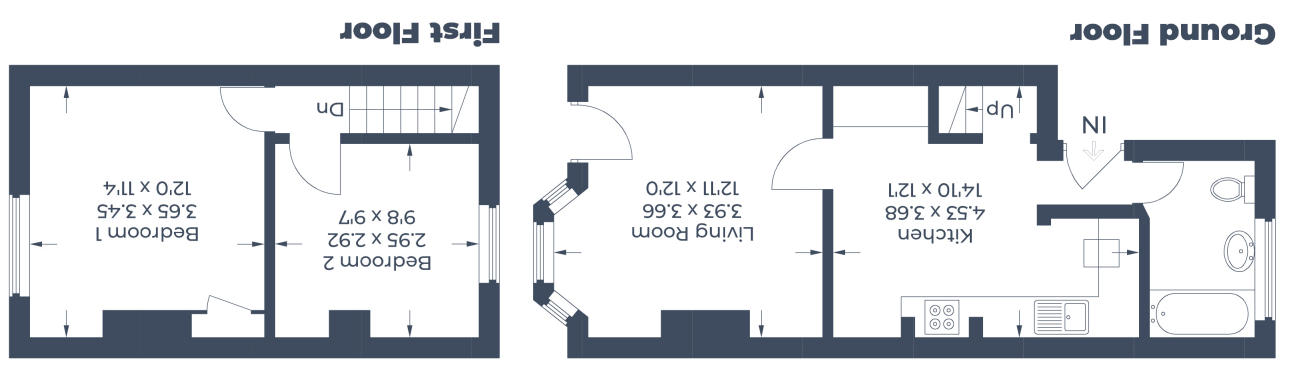 Ground Floor
IN
Up
Kitchen
4.53 x 3.68
14'10 x 12'1
Living Room
3.93 x 3.66
12'11 x 12'0
First Floor
Dn
Bedroom 2
2.95 x 2.92
9'8 x 9'7
Bedroom 1
3.65 x 3.45
12'0 x 11'4